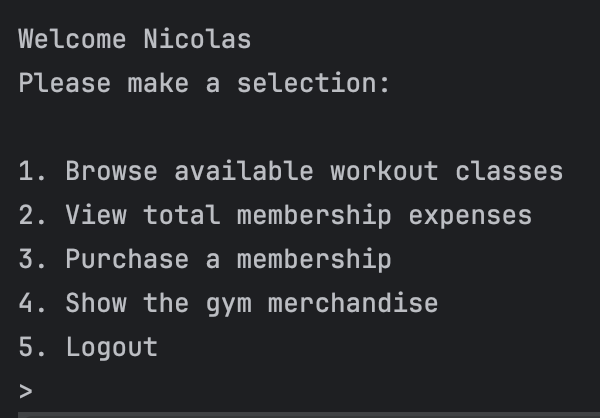 Welcome Nicolas
Please make a selection:
1. Browse available workout classes
2. View total membership expenses
3. Purchase a membership
4. Show the gym merchandise
5. Logout
>